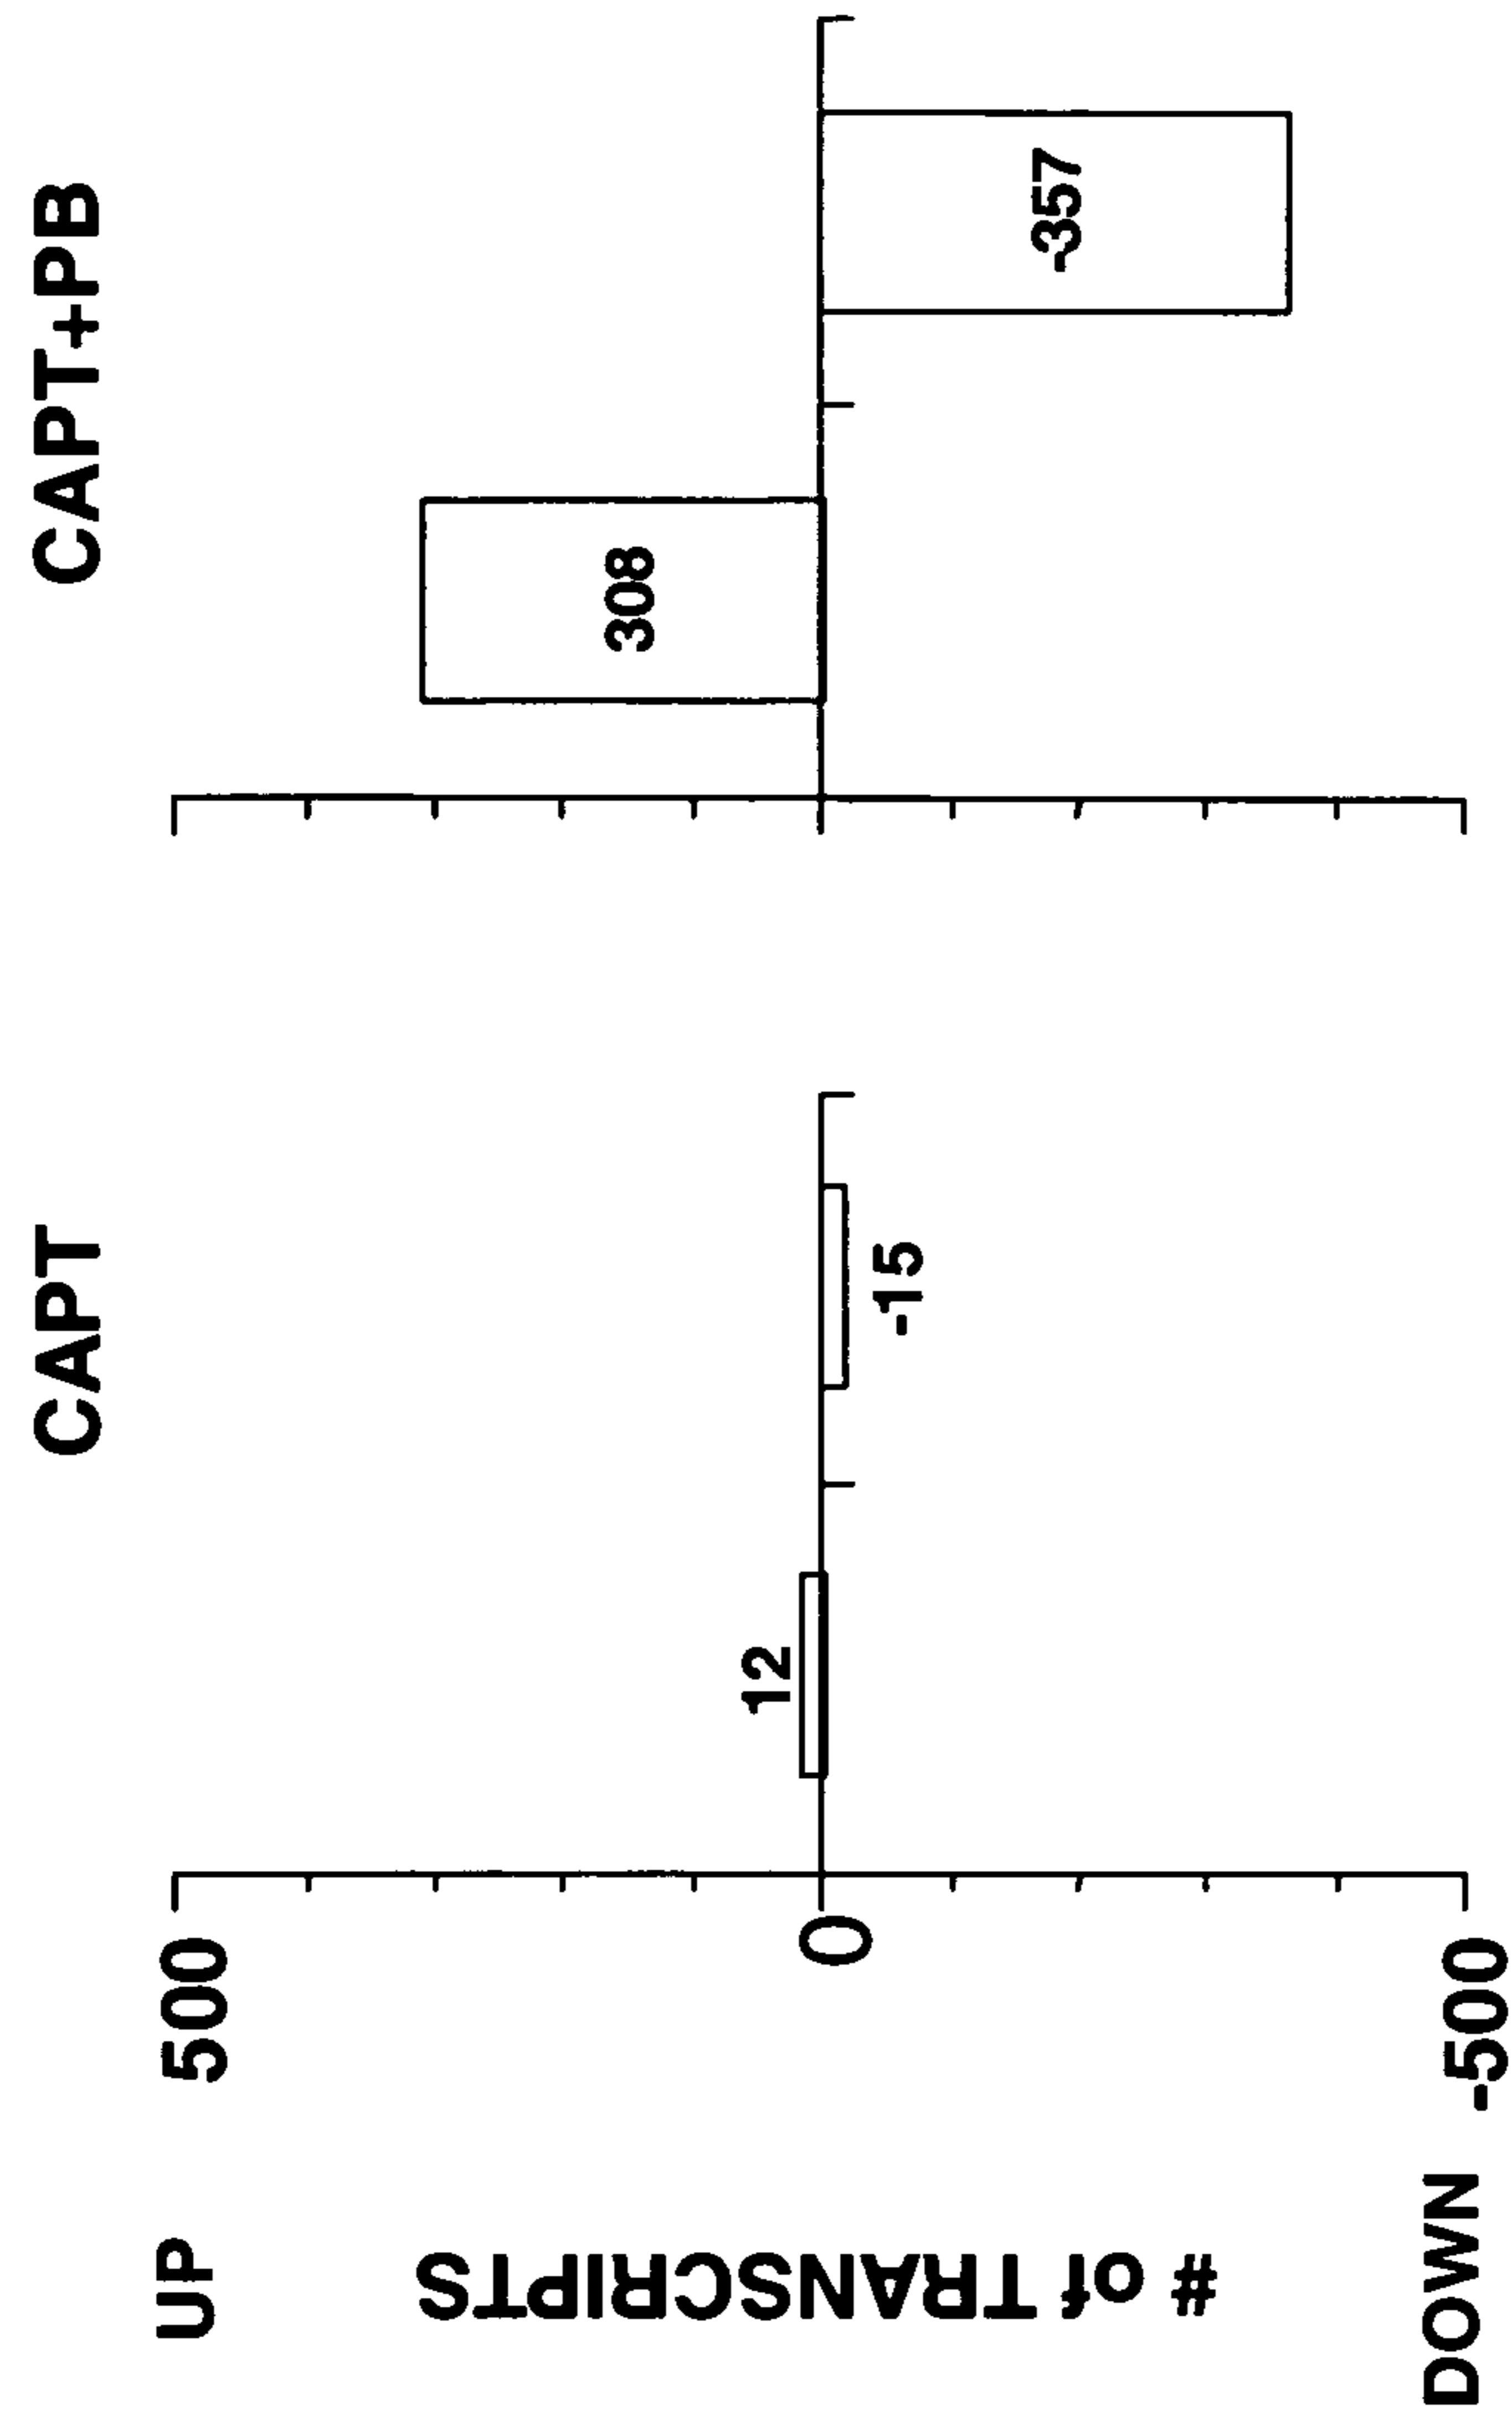 CAPT
CAPT+PB
UP
500
# of TRANSCRIPTS
0
DOWN
-500
12
-15
308
-357